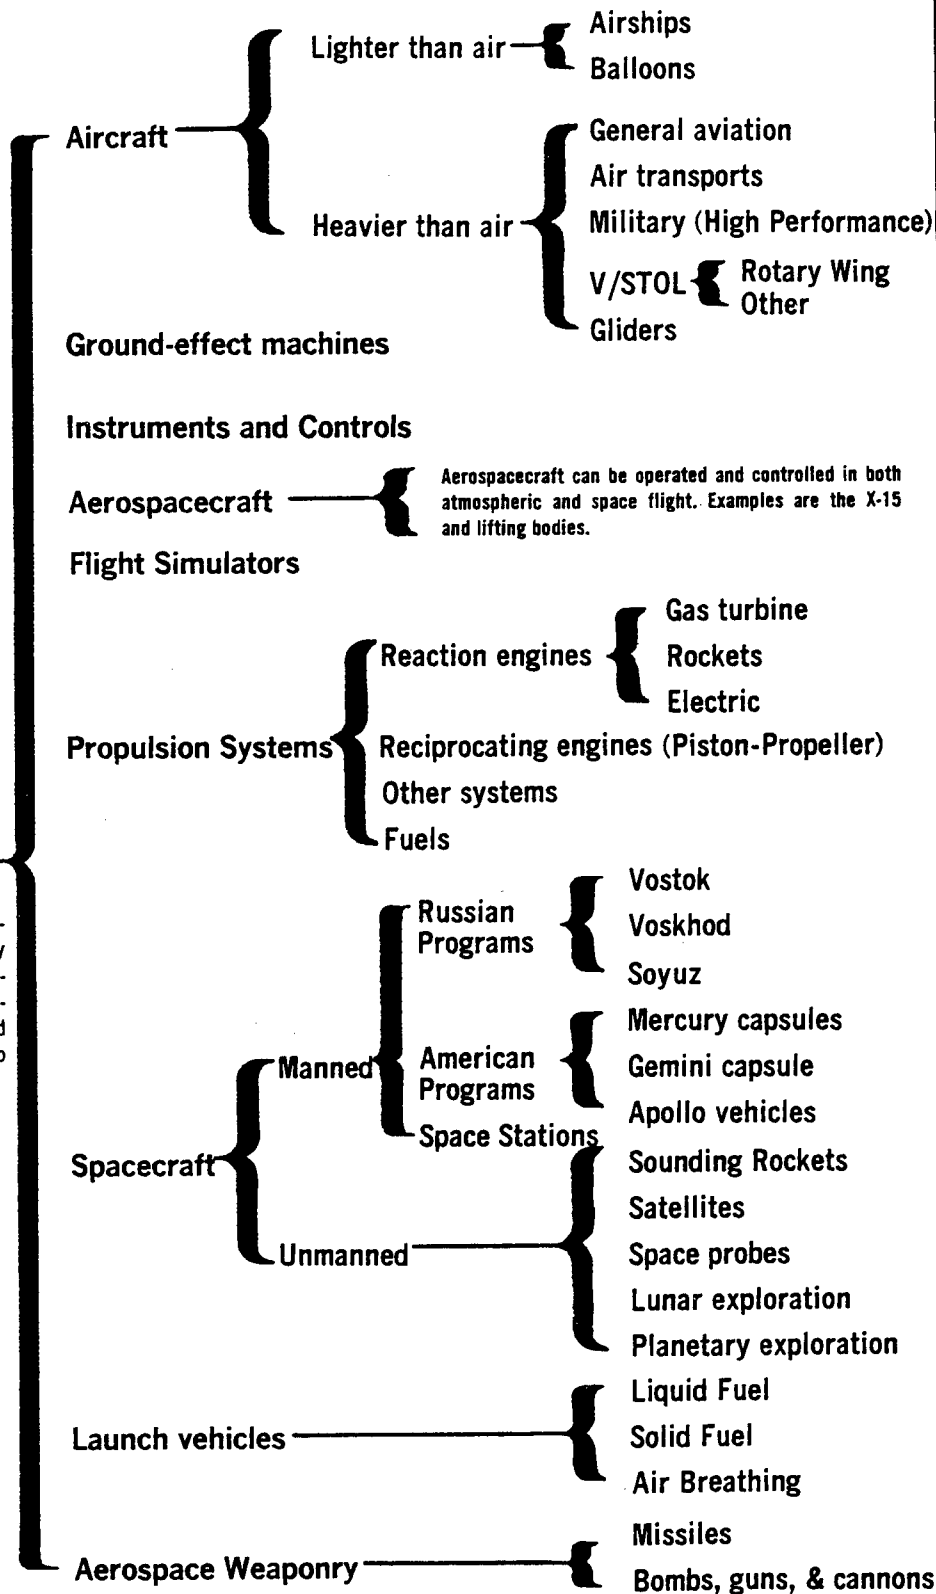 Lighter than air
Airships
Balloons
Aircraft
Heavier than air
General aviation
Air transports
Military (High Performance)
V/STOL
Rotary Wing
Other
Gliders
Ground-effect machines
Instruments and Controls
Aerospacecraft
Aerospacecraft can be operated and controlled in both
atmospheric and space flight. Examples are the X-15
and lifting bodies.
Flight Simulators
Propulsion Systems
Reaction engines
Gas turbine
Rockets
Electric
Reciprocating engines (Piston-Propeller)
Other systems
Fuels
Spacecraft
Manned
Russian
Programs
Vostok
Voskhod
Soyuz
American
Programs
Mercury capsules
Gemini capsule
Apollo vehicles
Space Stations
Unmanned
Sounding Rockets
Satellites
Space probes
Lunar exploration
Planetary exploration
Launch vehicles
Liquid Fuel
Solid Fuel
Air Breathing
Aerospace Weaponry
Missiles
Bombs, guns, & cannons